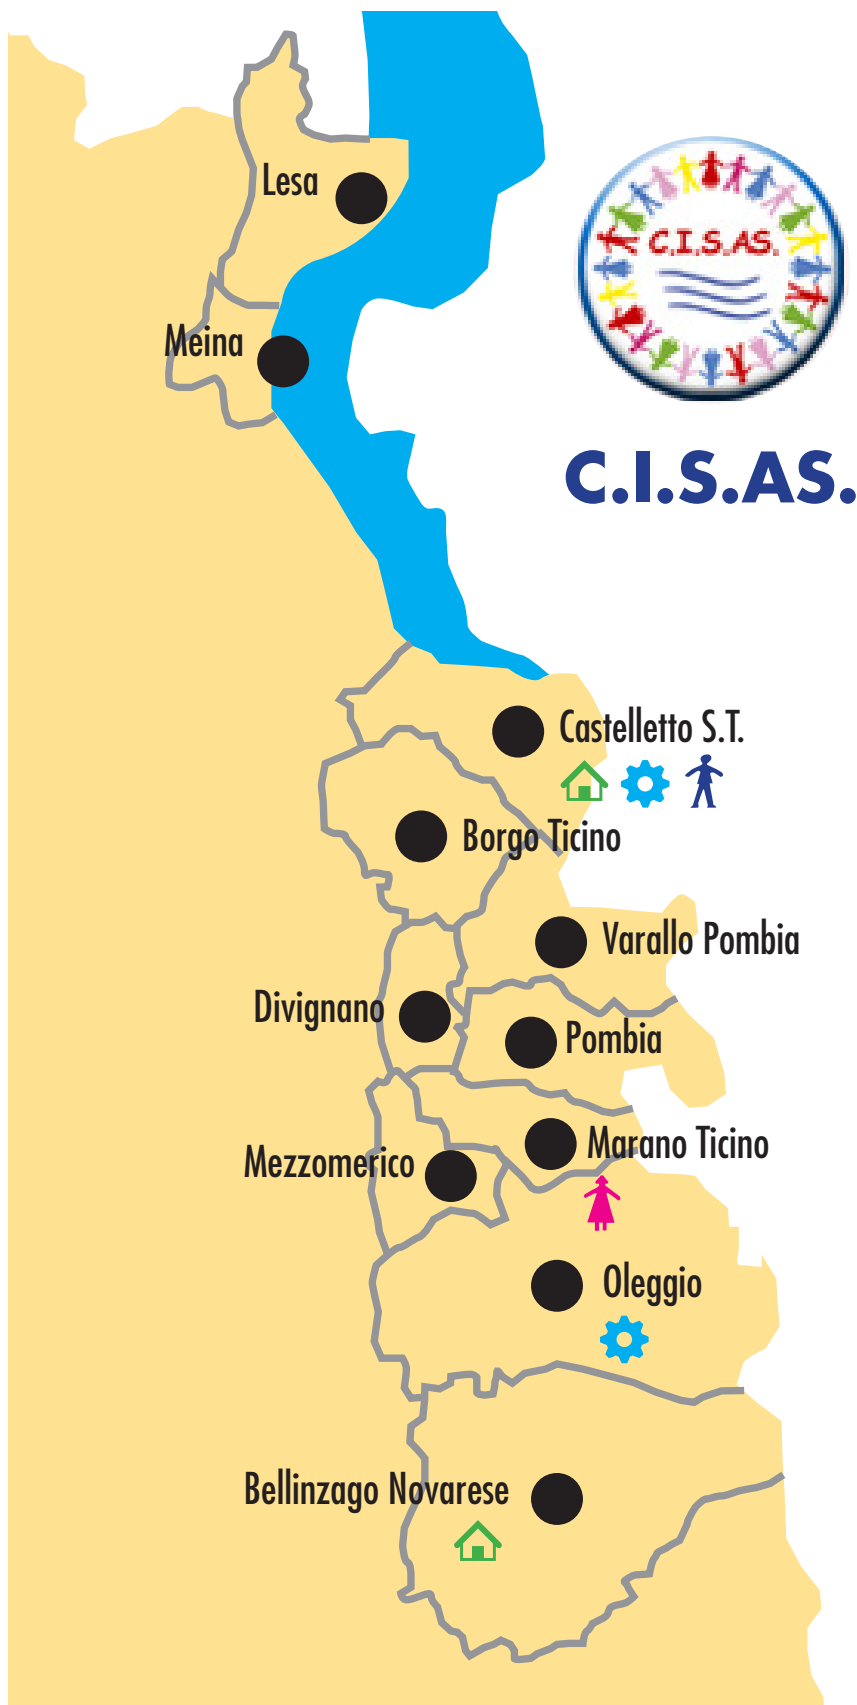 Lesa
C.I.S.AS.
Meina
C.I.S.AS.
Castelletto S.T.
Borgo Ticino
Varallo Pombia
Divignano
Pombia
Marano Ticino
Mezzomerico
Oleggio
Bellinzago Novarese